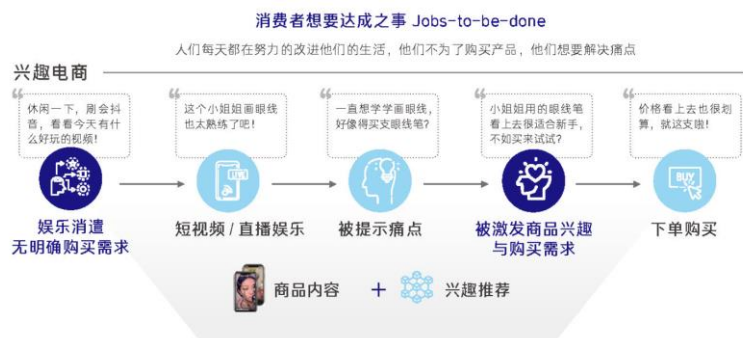 消费者想要达成之事 Jobs-to-be-done
人们每天都在努力的改进他们的生活，他们不为了购买产品，他们想要解决痛点
兴趣电商
休闲一下，刷会抖
音，看看今天有什
么好玩的视频！
这个小姐姐画眼线
也太熟练了吧！
一直想学学画眼线，
好像得买支眼线笔？
小姐姐用的眼线笔
看上去很适合新手，
不如买来试试？
价格看上去也很划
算，就这支啦！
LIVE
BUY
娱乐消遣
无明确购买需求
短视频 / 直播娱乐
被提示痛点
被激发商品兴趣
与购买需求
下单购买
商品内容 + 兴趣推荐